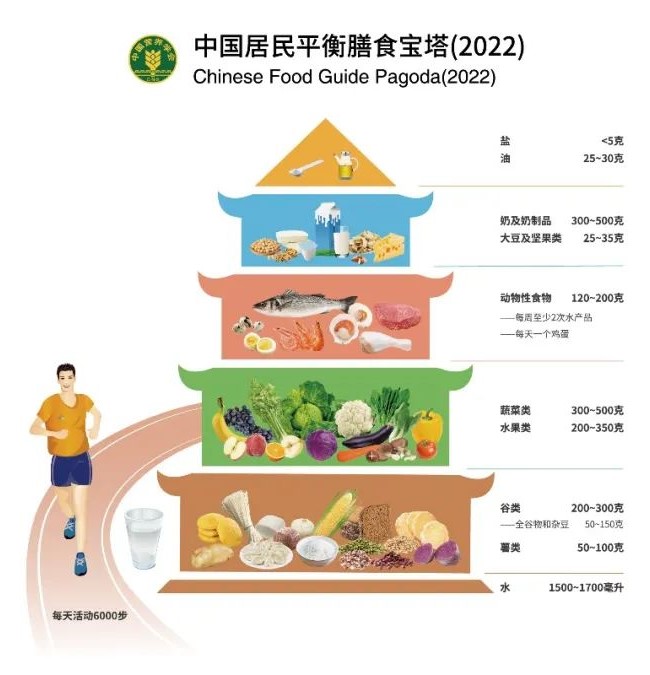 中国营养学会
中国居民平衡膳食宝塔(2022)
Chinese Food Guide Pagoda(2022)
盐 <5克
油 25~30克
奶及奶制品 300~500克
大豆及坚果类 25~35克
动物性食物 120~200克
——每周至少2次水产品
——每天一个鸡蛋
蔬菜类 300~500克
水果类 200~350克
谷类 200~300克
——全谷物和杂豆 50~150克
薯类 50~100克
水 1500~1700毫升
每天活动6000步